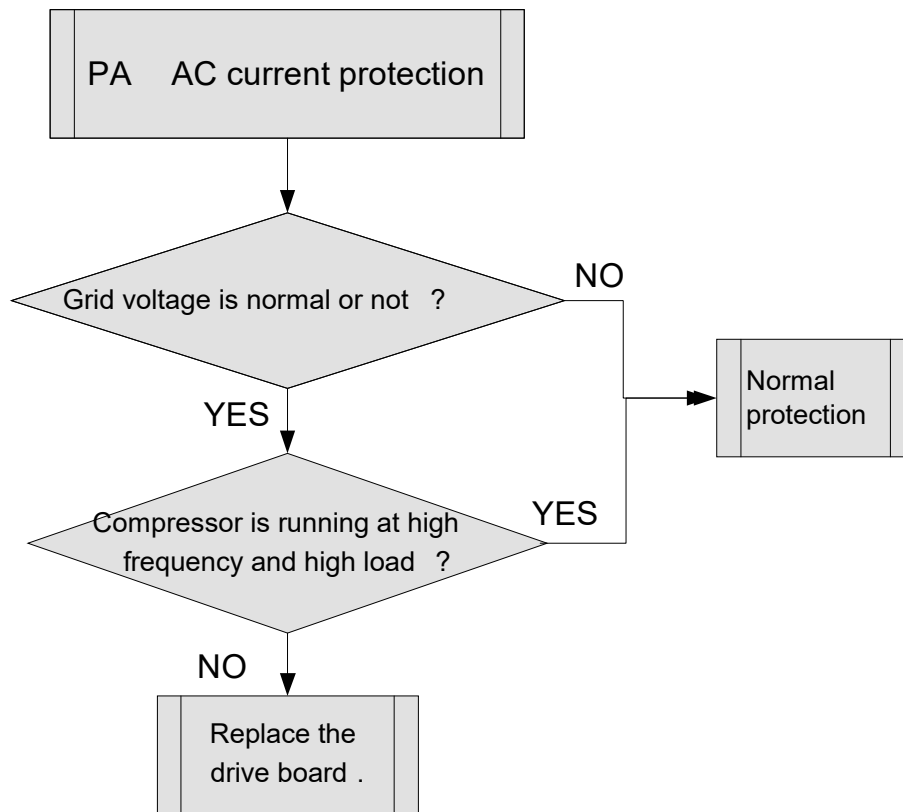 PA AC current protection
Grid voltage is normal or not ?
NO
Normal
protection
YES
Compressor is running at high
frequency and high load ?
YES
NO
Replace the
drive board .